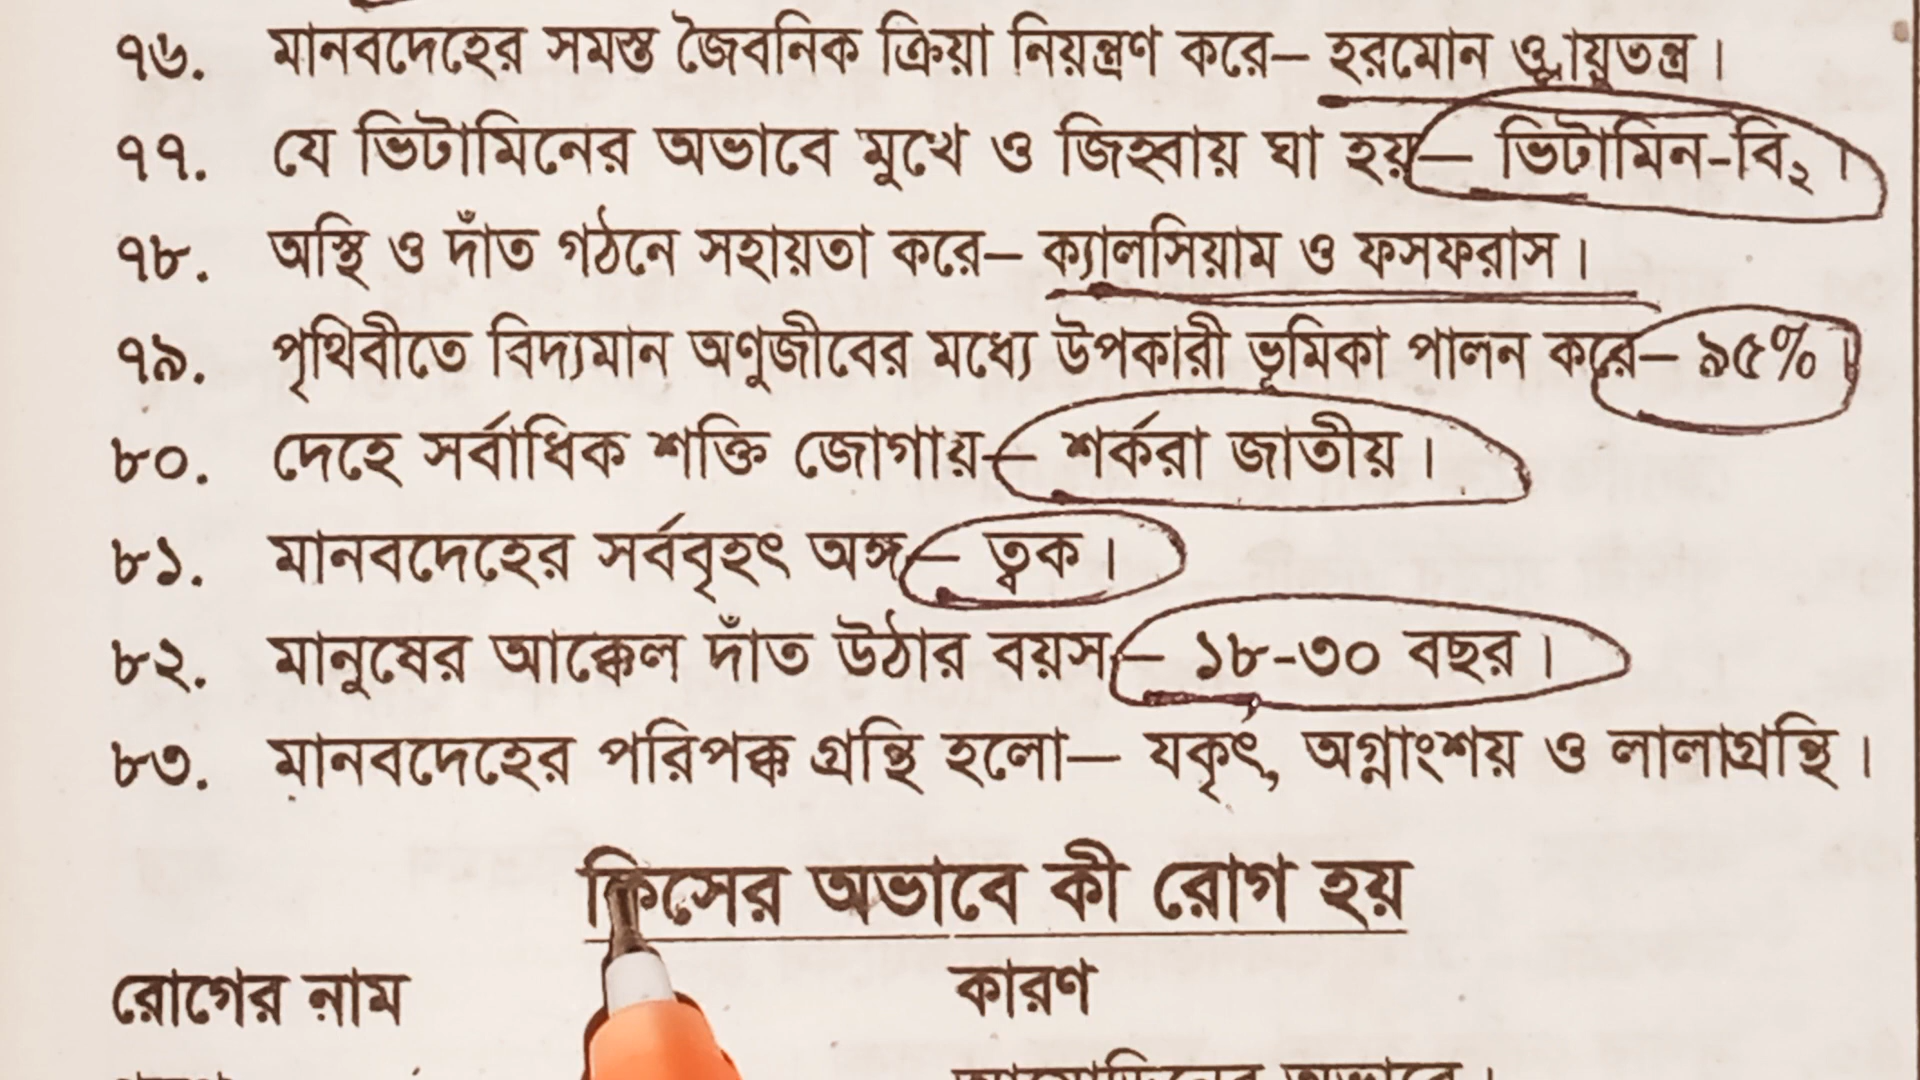 ৭৬. মানবদেহের সমস্ত জৈবনিক ক্রিয়া নিয়ন্ত্রণ করে– হরমোন ও স্নায়ুতন্ত্র।
৭৭. যে ভিটামিনের অভাবে মুখে ও জিহ্বায় ঘা হয়– ভিটামিন-বি২।
৭৮. অস্থি ও দাঁত গঠনে সহায়তা করে– ক্যালসিয়াম ও ফসফরাস।
৭৯. পৃথিবীতে বিদ্যমান অণুজীবের মধ্যে উপকারী ভূমিকা পালন করে– ৯৫%।
৮০. দেহে সর্বাধিক শক্তি জোগায়– শর্করা জাতীয়।
৮১. মানবদেহের সর্ববৃহৎ অঙ্গ– ত্বক।
৮২. মানুষের আক্কেল দাঁত উঠার বয়স– ১৮-৩০ বছর।
৮৩. মানবদেহের পরিপক্ক গ্রন্থি হলো– যকৃৎ, অগ্নাংশয় ও লালাগ্রন্থি।
কিসের অভাবে কী রোগ হয়
রোগের নাম কারণ